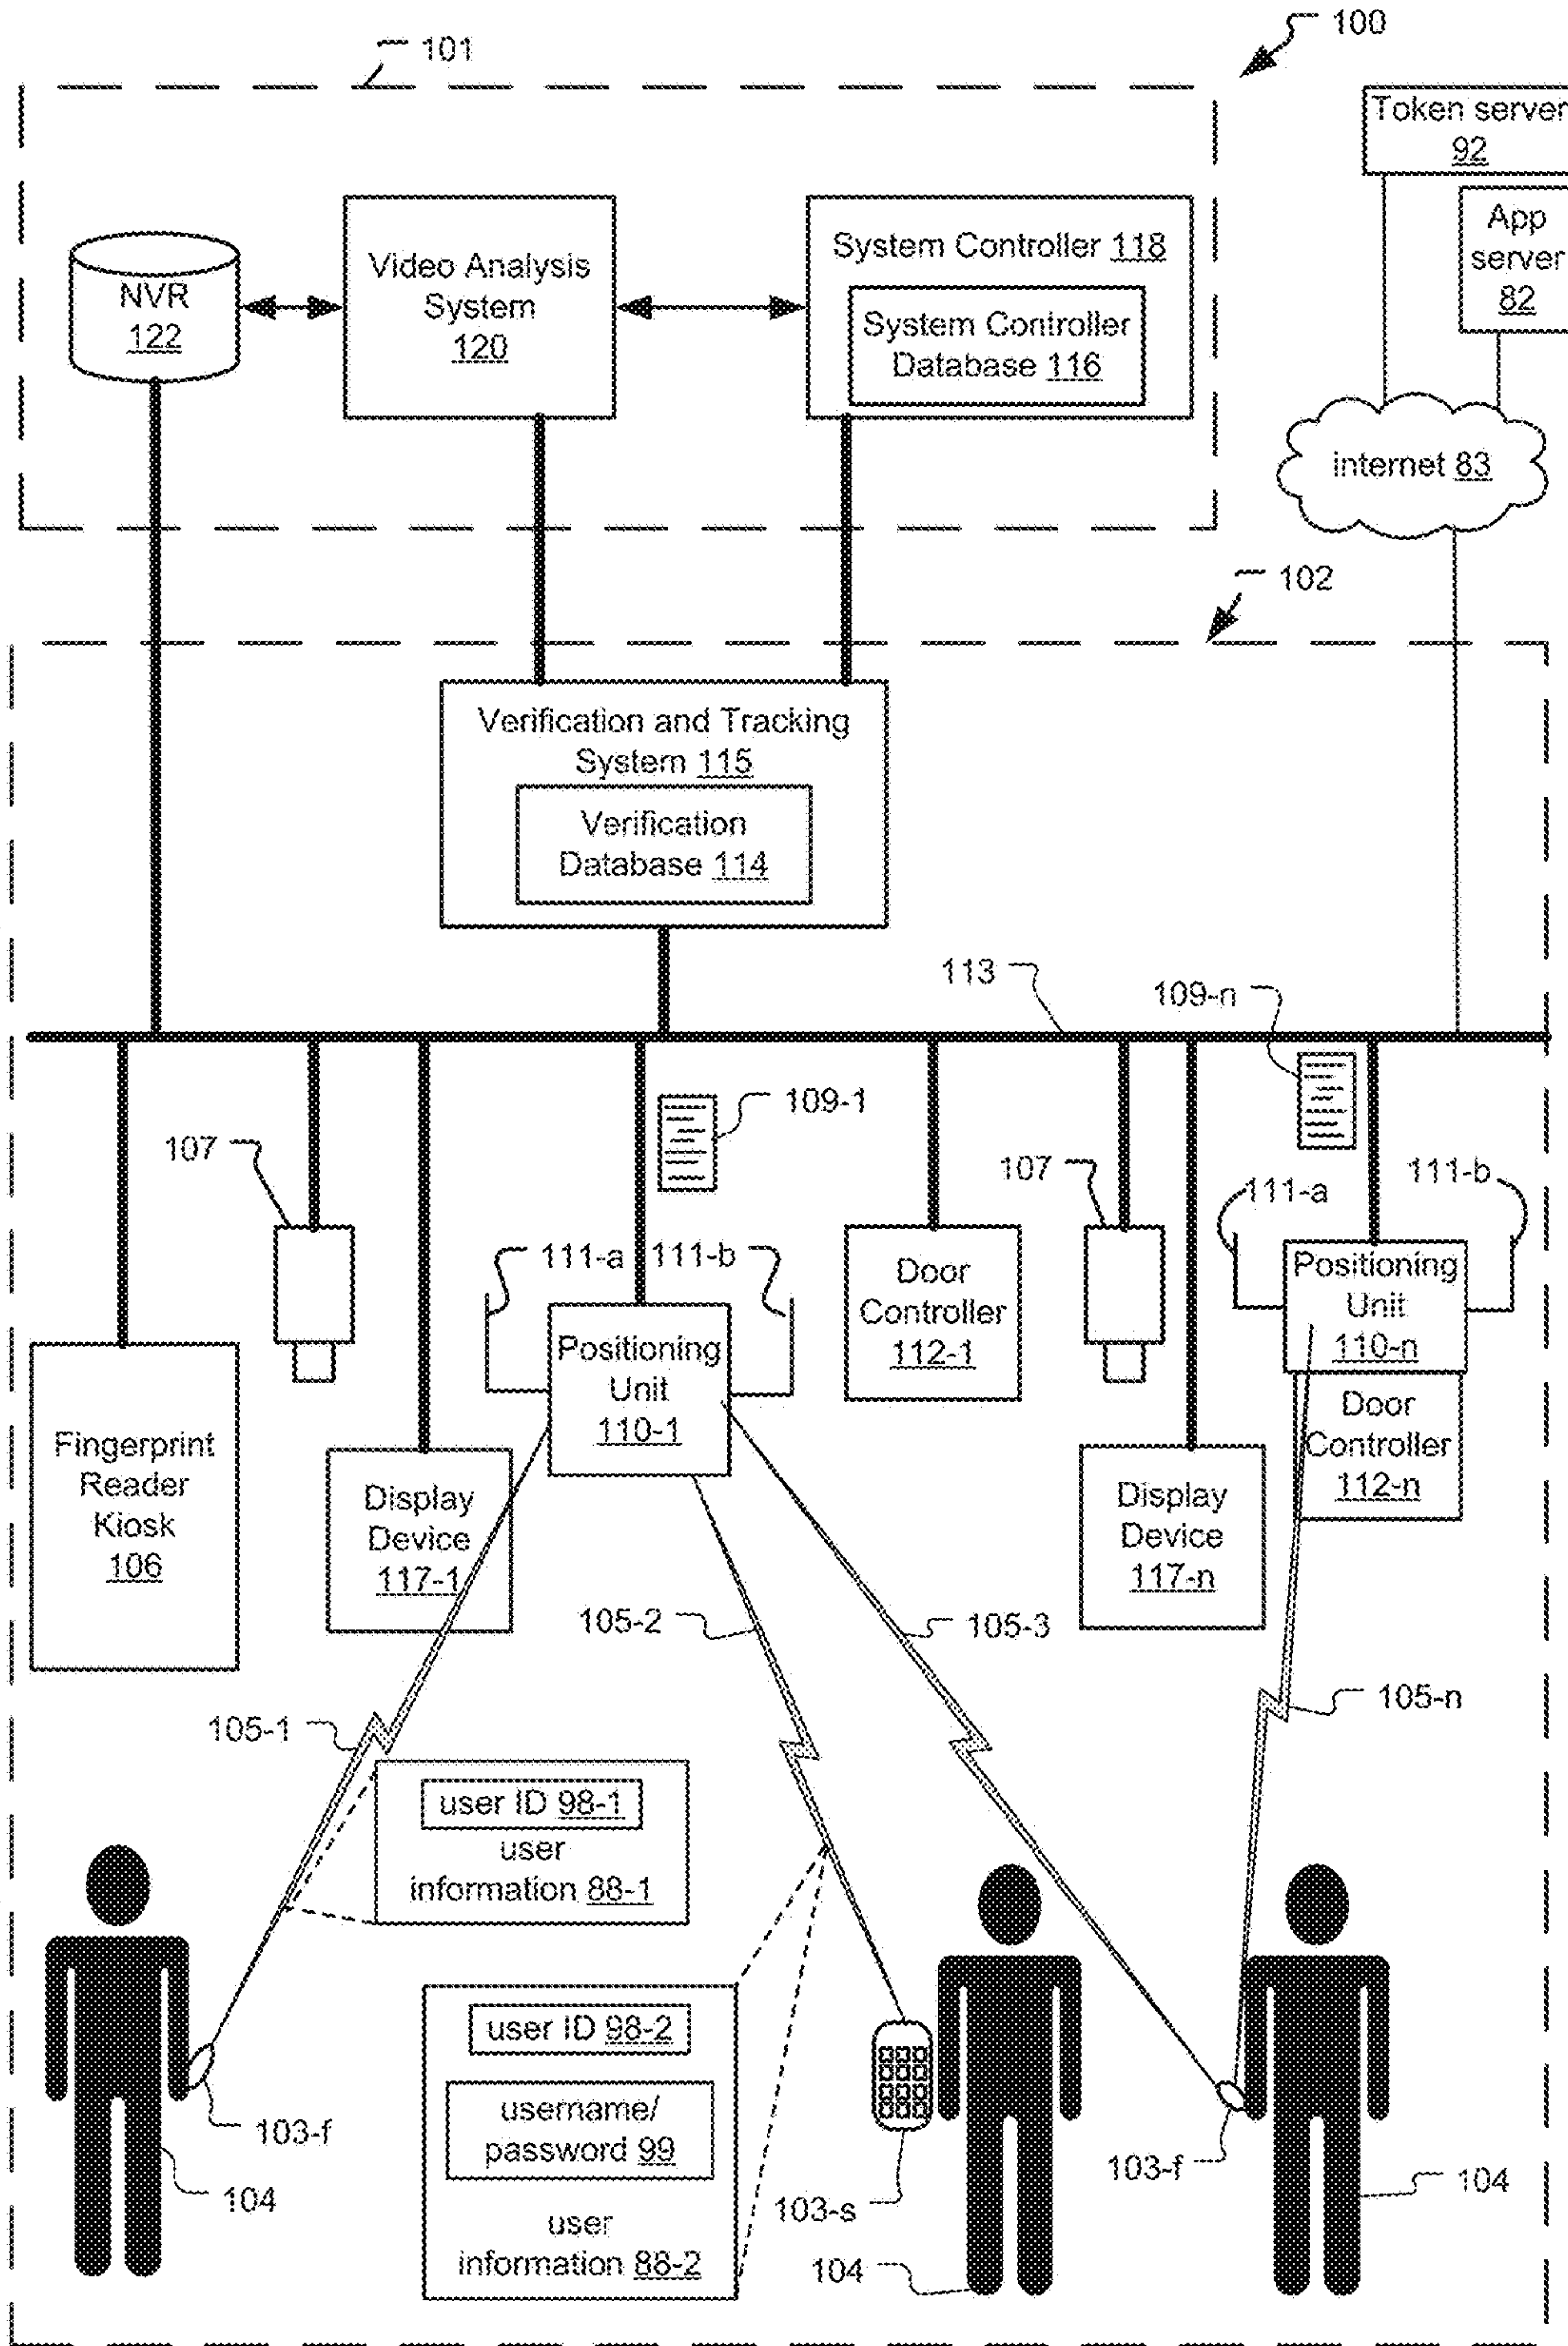 100
101
Token server
92
App
server
82
NVR
122
Video Analysis
System
120
System Controller 118
System Controller
Database 116
internet 83
102
Verification and Tracking
System 115
Verification
Database 114
113
109-n
109-1
107
111-a
111-b
107
111-a
111-b
Fingerprint
Reader
Kiosk
106
Display
Device
117-1
Positioning
Unit
110-1
Door
Controller
112-1
Display
Device
117-n
Positioning
Unit
110-n
Door
Controller
112-n
105-1
105-2
105-3
105-n
user ID 98-1
user
information 88-1
user ID 98-2
username/
password 99
user
information 88-2
103-f
104
103-s
104
103-f
104